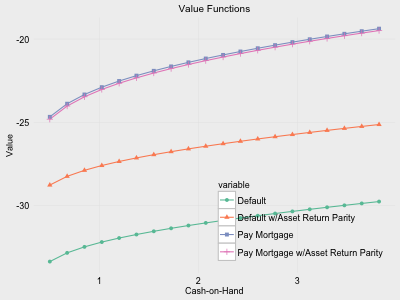 Value Functions
-20
-25
-30
Value
variable
Default
Default w/Asset Return Parity
Pay Mortgage
Pay Mortgage w/Asset Return Parity
1 2 3
Cash-on-Hand